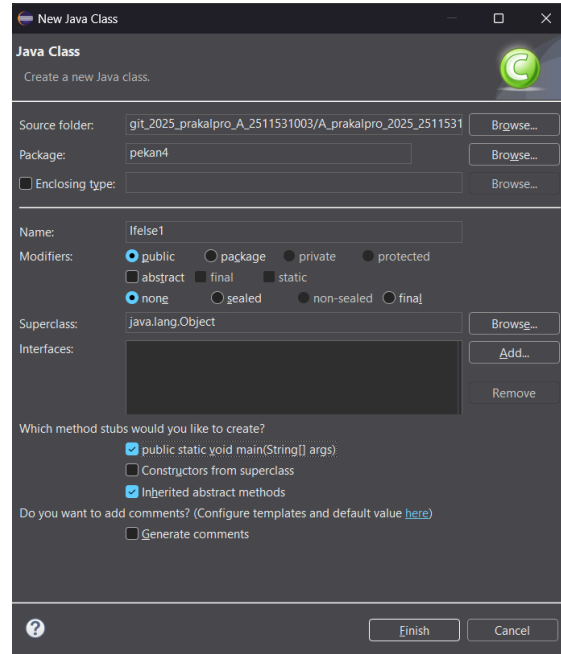 New Java Class
Java Class
Create a new Java class.
Source folder: git_2025_prakalpro_A_2511531003/A_prakalpro_2025_2511531 Browse...
Package: pekan4 Browse...
Enclosing type: Browse...
Name: Ifelse1
Modifiers: public package private protected
abstract final static
none sealed non-sealed final
Superclass: java.lang.Object Browse...
Interfaces: Add...
Remove
Which method stubs would you like to create?
public static void main(String[] args)
Constructors from superclass
Inherited abstract methods
Do you want to add comments? (Configure templates and default value here)
Generate comments
? Finish Cancel